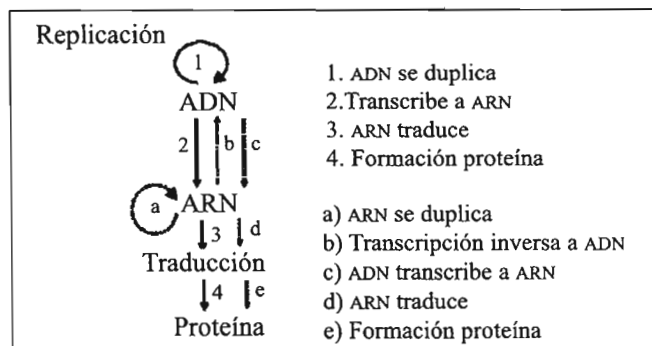 Replicación
1
ADN
2 b c
a ARN
3 d
Traducción
4 e
Proteína
1. ADN se duplica
2.Transcribe a ARN
3. ARN traduce
4. Formación proteína
a) ARN se duplica
b) Transcripción inversa a ADN
c) ADN transcribe a ARN
d) ARN traduce
e) Formación proteína